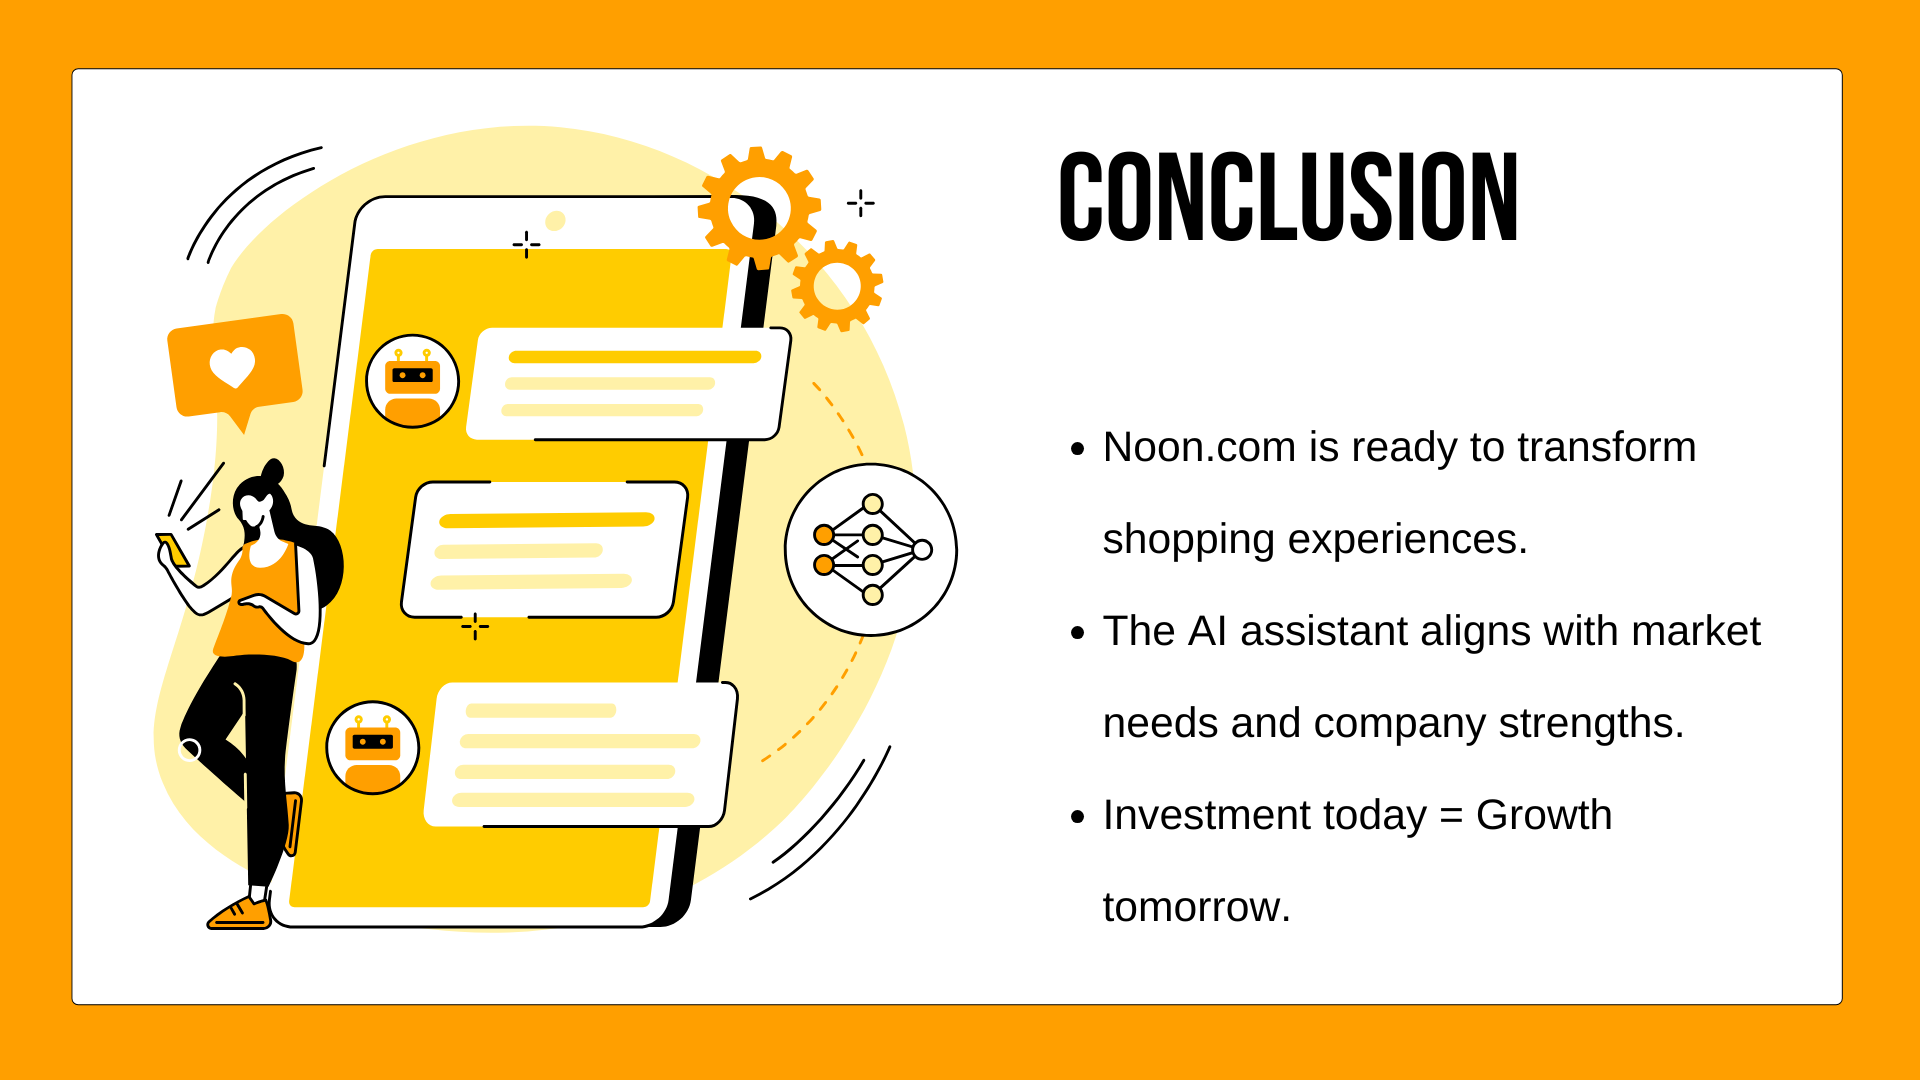 CONCLUSION
• Noon.com is ready to transform
shopping experiences.
• The AI assistant aligns with market
needs and company strengths.
• Investment today = Growth
tomorrow.